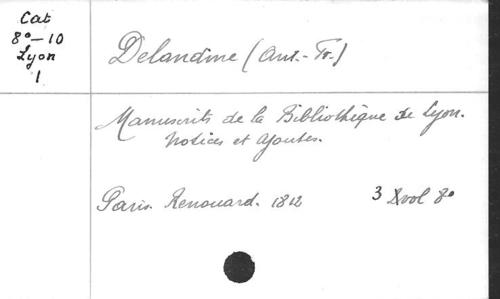 Cat
8°–10
Lyon
1
Delandine (Ant.-Fr.)
Manuscrits de la Bibliothèque de Lyon.
Notices et ajoutes.
Paris. Renouard. 1812
3 vol 8°